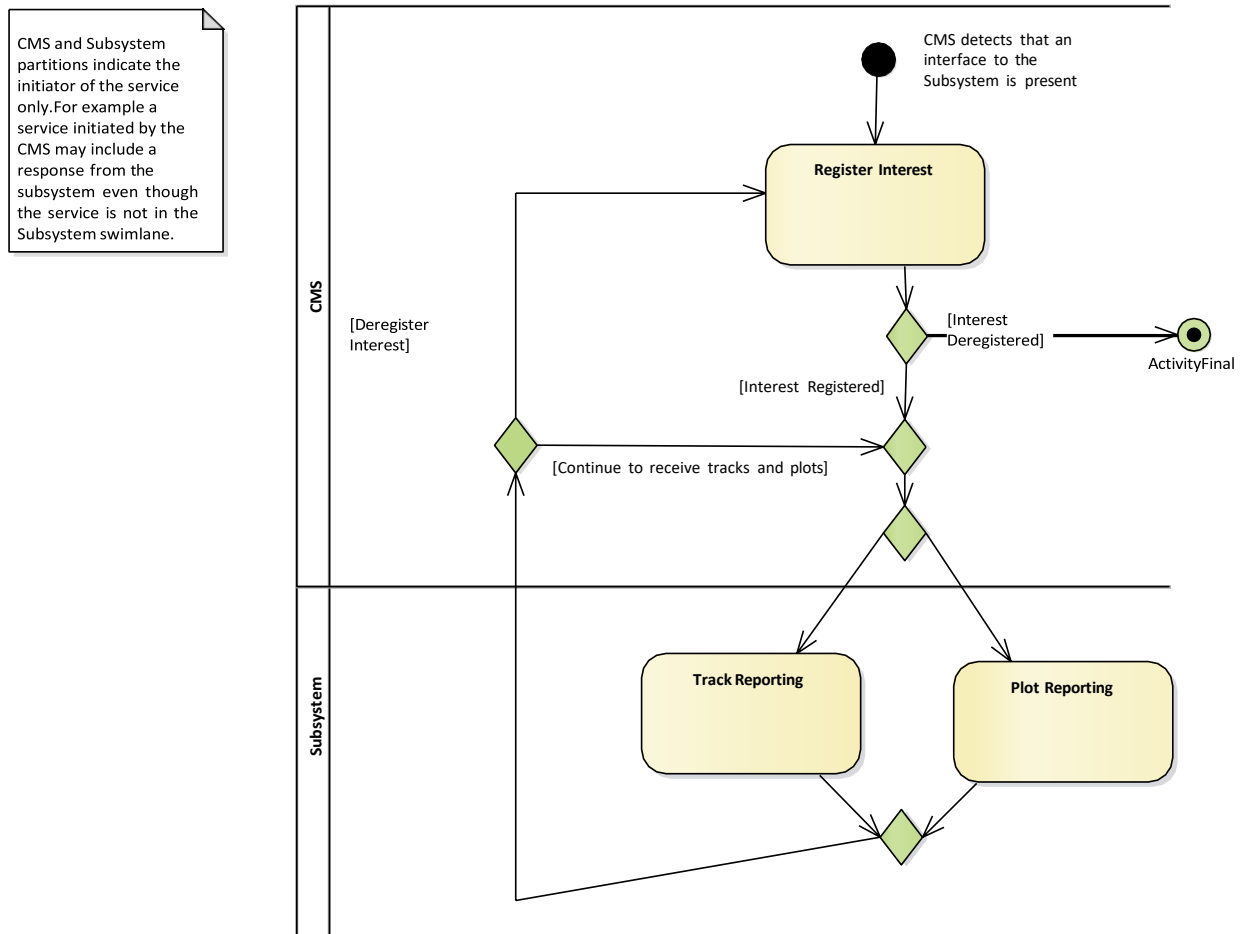 CMS and Subsystem
partitions indicate the
initiator of the service
only.For example a
service initiated by the
CMS may include a
response from the
subsystem even though
the service is not in the
Subsystem swimlane.
CMS detects that an
interface to the
Subsystem is present
Register Interest
CMS
[Deregister
Interest]
[Interest
Deregistered]
ActivityFinal
[Interest Registered]
[Continue to receive tracks and plots]
Subsystem
Track Reporting
Plot Reporting